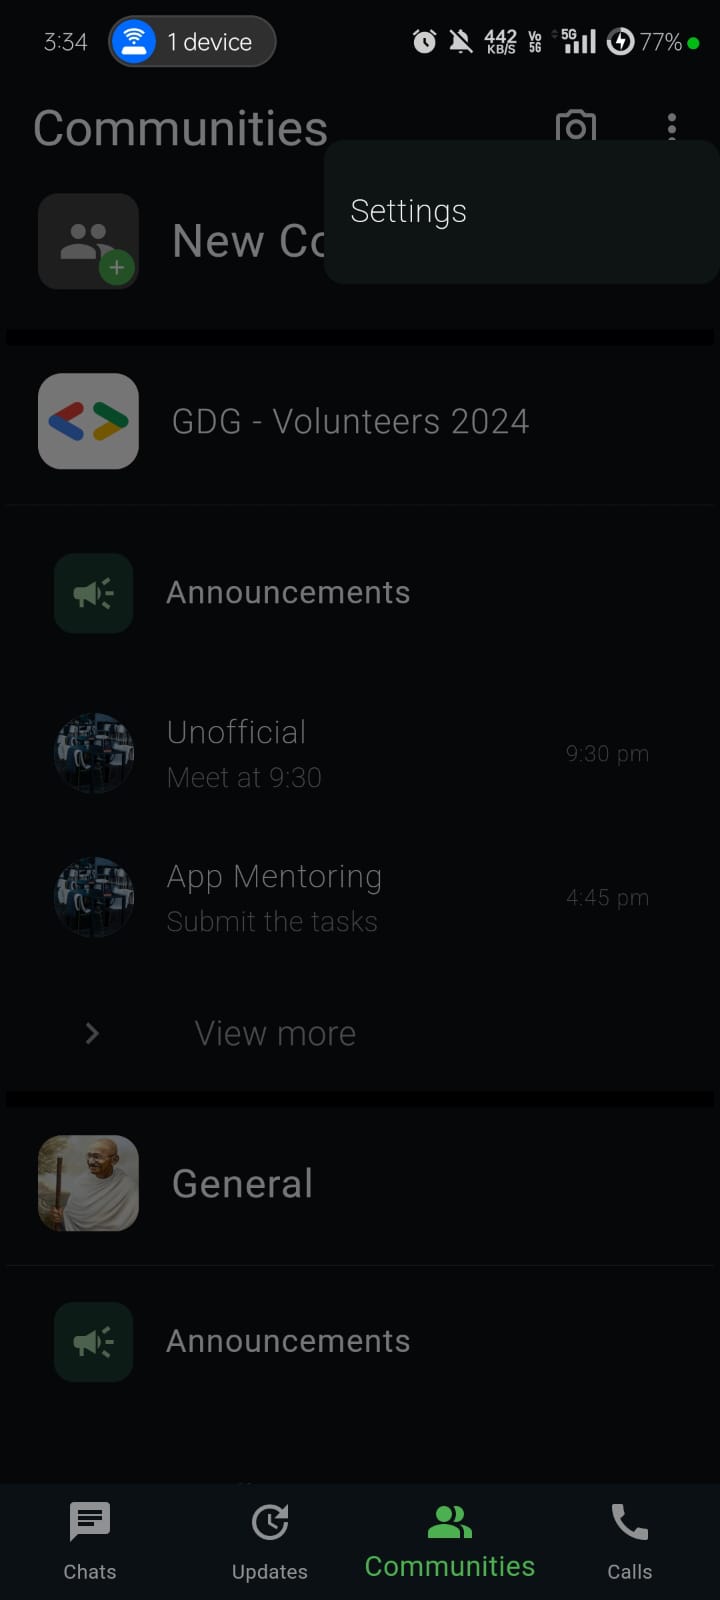 3:34 1 device 442 KB/S Vo 5G 5G 77%
Communities
Settings
New Co
GDG - Volunteers 2024
Announcements
Unofficial
Meet at 9:30
9:30 pm
App Mentoring
Submit the tasks
4:45 pm
View more
General
Announcements
Chats Updates Communities Calls